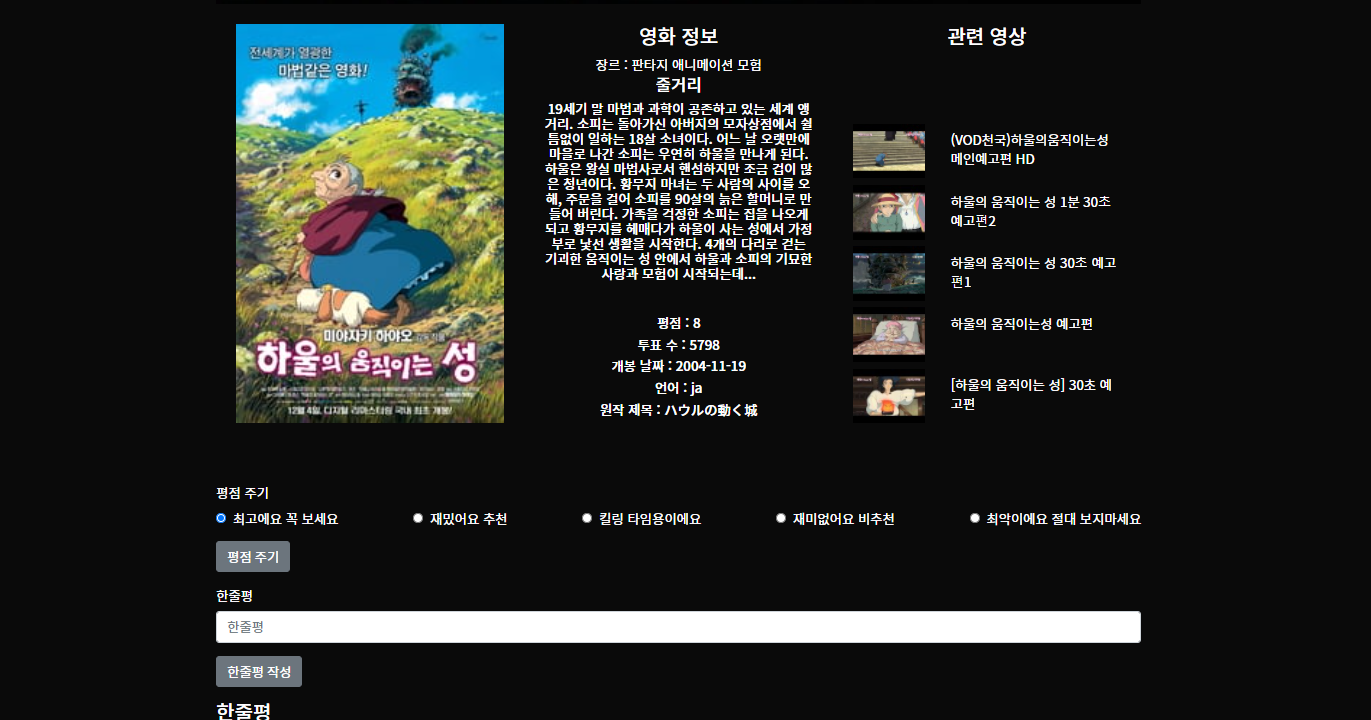 전세계가 열광한
마법같은 영화!
미야자키 하야오 감독작품
하울의 움직이는 성
12월 4일, 디지털 리마스터링 국내 최초 개봉!
영화 정보
장르 : 판타지 애니메이션 모험
줄거리
19세기 말 마법과 과학이 공존하고 있는 세계 앵
거리. 소피는 돌아가신 아버지의 모자상점에서 쉴
틈없이 일하는 18살 소녀이다. 어느 날 오랫만에
마을로 나간 소피는 우연히 하울을 만나게 된다.
하울은 왕실 마법사로서 핸섬하지만 조금 겁이 많
은 청년이다. 황무지 마녀는 두 사람의 사이를 오
해, 주문을 걸어 소피를 90살의 늙은 할머니로 만
들어 버린다. 가족을 걱정한 소피는 집을 나오게
되고 황무지를 헤매다가 하울이 사는 성에서 가정
부로 낯선 생활을 시작한다. 4개의 다리로 걷는
기괴한 움직이는 성 안에서 하울과 소피의 기묘한
사랑과 모험이 시작되는데...
평점 : 8
투표 수 : 5798
개봉 날짜 : 2004-11-19
언어 : ja
원작 제목 : ハウルの動く城
관련 영상
(VOD천국)하울의움직이는성
메인예고편 HD
하울의 움직이는 성 1분 30초
예고편2
하울의 움직이는 성 30초 예고
편1
하울의 움직이는성 예고편
[하울의 움직이는 성] 30초 예
고편
평점 주기
최고에요 꼭 보세요
재밌어요 추천
킬링 타임용이에요
재미없어요 비추천
최악이에요 절대 보지마세요
평점 주기
한줄평
한줄평
한줄평 작성
한줄평